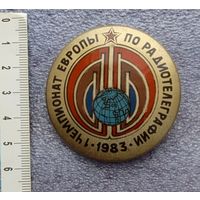 I ЧЕМПИОНАТ ЕВРОПЫ ПО РАДИОТЕЛЕГРАФИИ
· 1983 ·